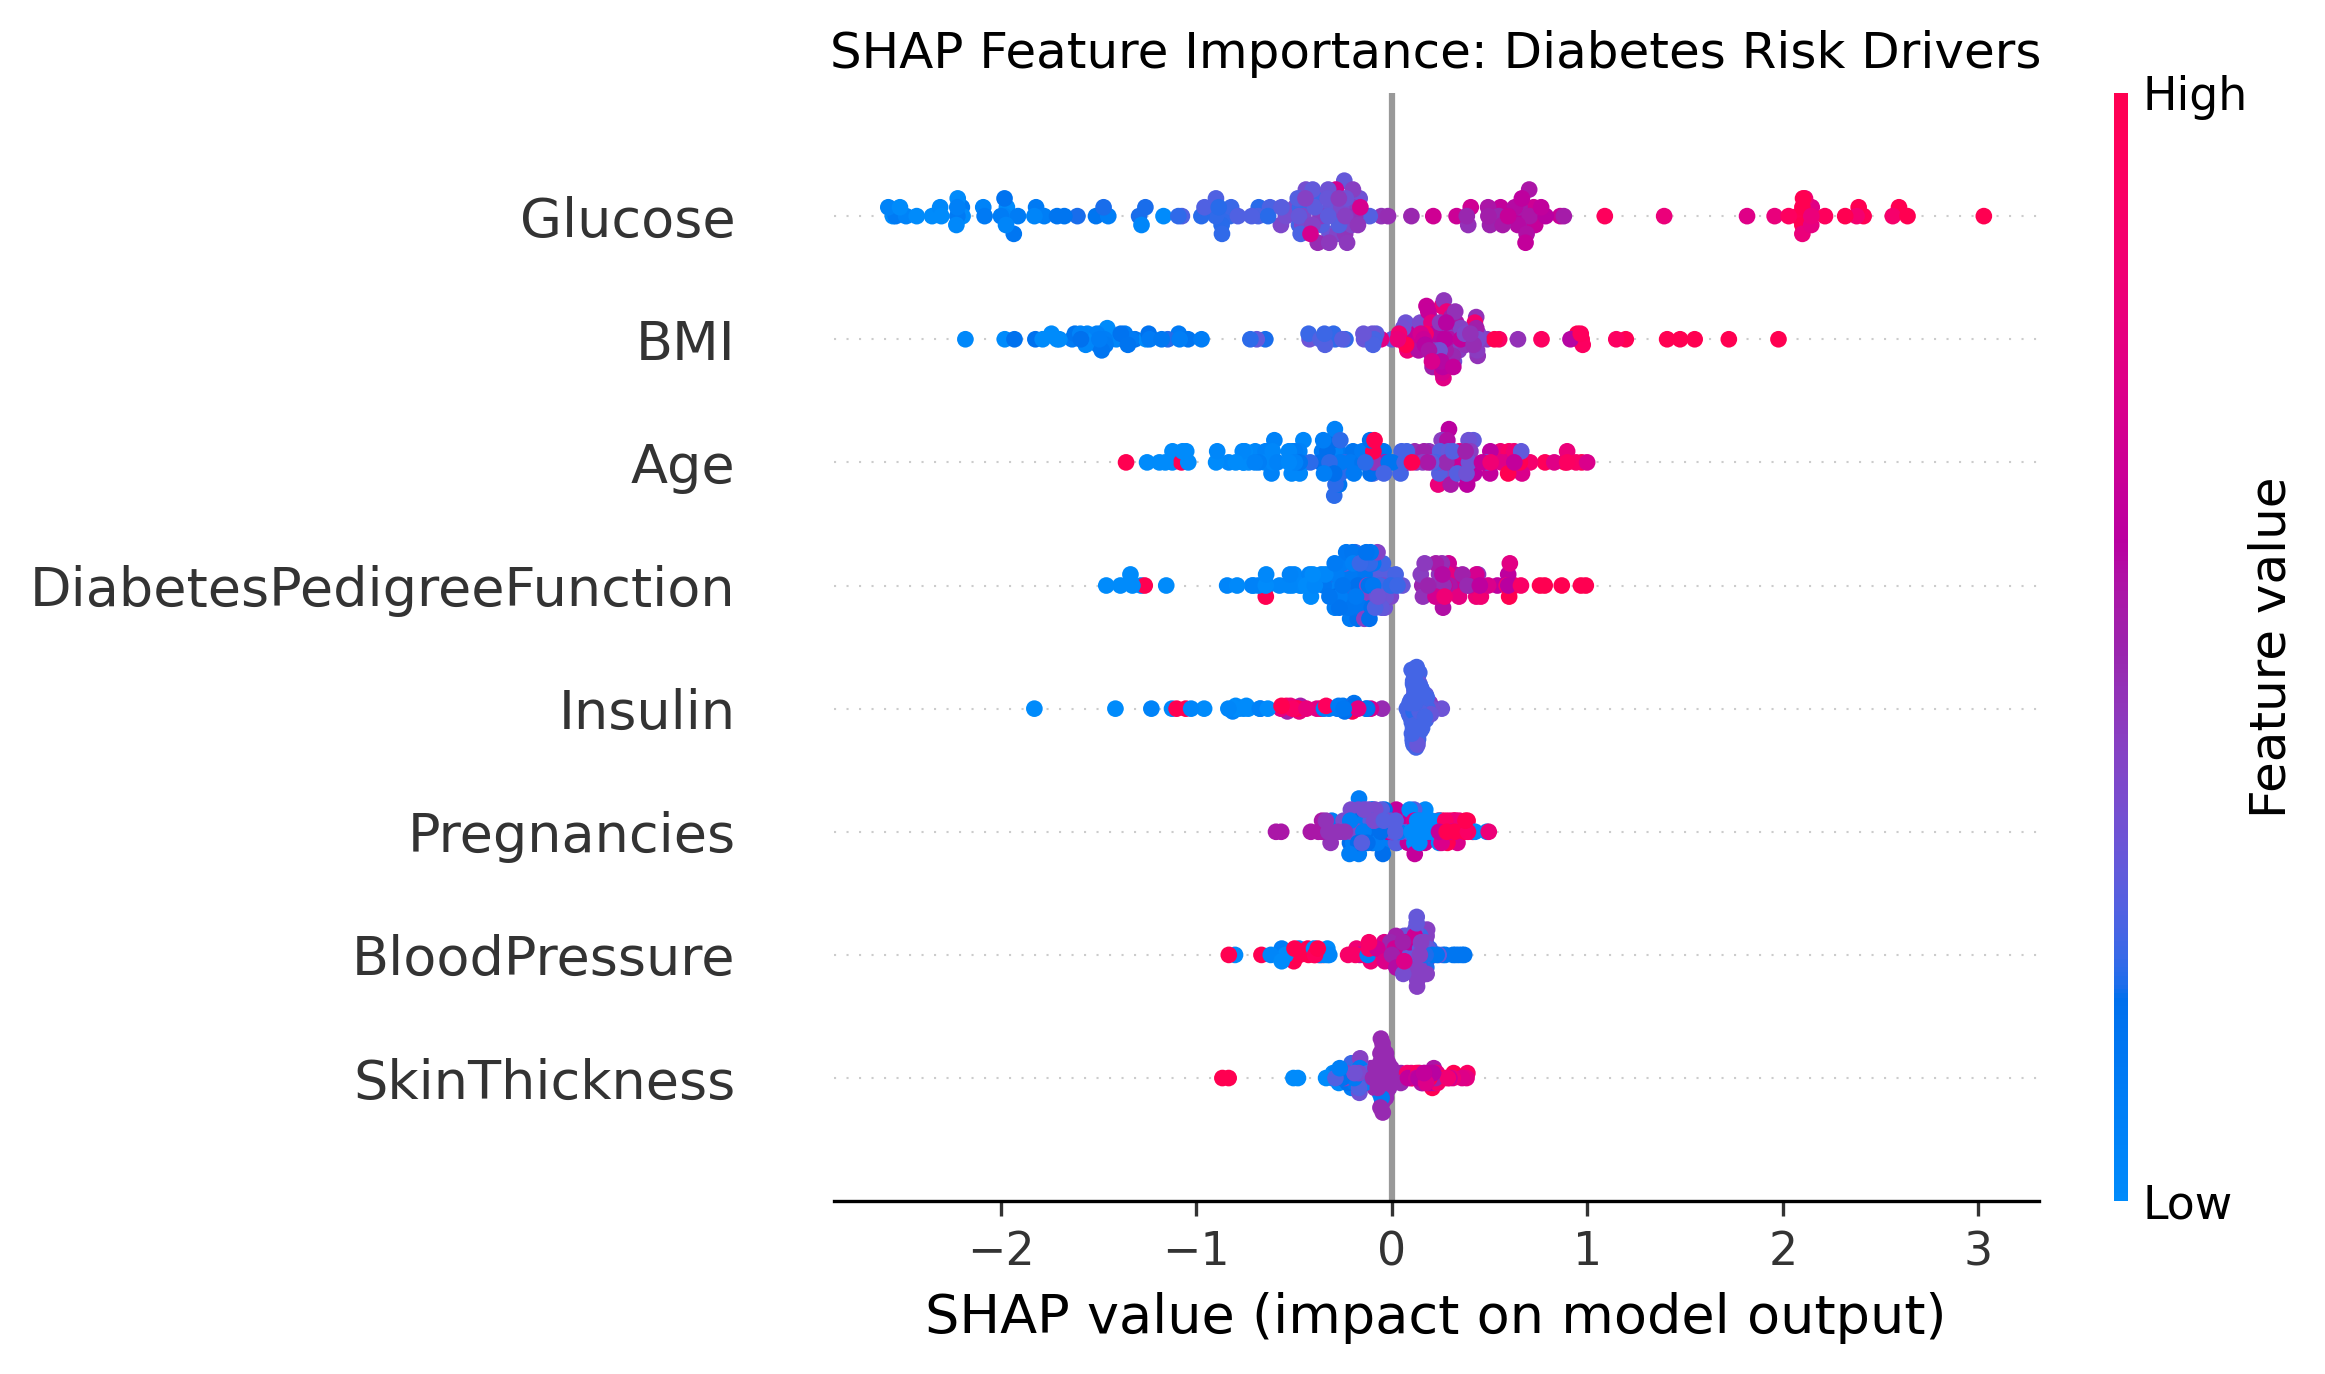 SHAP Feature Importance: Diabetes Risk Drivers
High
Glucose
BMI
Age
DiabetesPedigreeFunction
Insulin
Pregnancies
BloodPressure
SkinThickness
Feature value
Low
−2 −1 0 1 2 3
SHAP value (impact on model output)